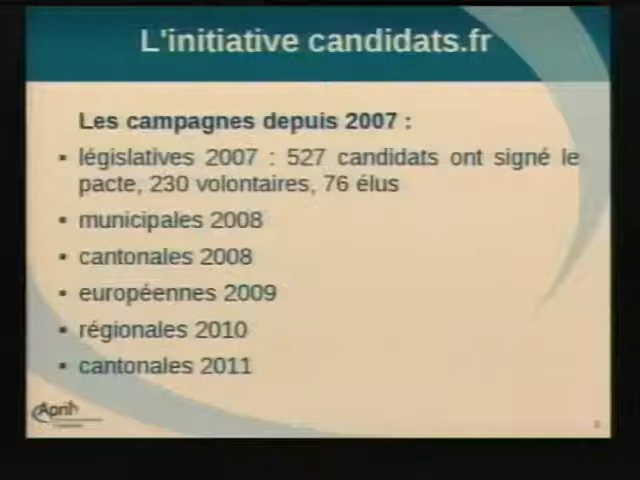 L'initiative candidats.fr
Les campagnes depuis 2007 :
▪ législatives 2007 : 527 candidats ont signé le
pacte, 230 volontaires, 76 élus
▪ municipales 2008
▪ cantonales 2008
▪ européennes 2009
▪ régionales 2010
▪ cantonales 2011
April